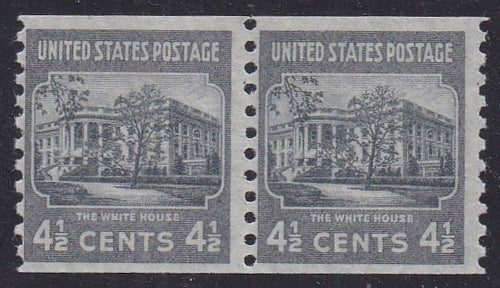 UNITED STATES POSTAGE
THE WHITE HOUSE
4½ CENTS 4½
UNITED STATES POSTAGE
THE WHITE HOUSE
4½ CENTS 4½